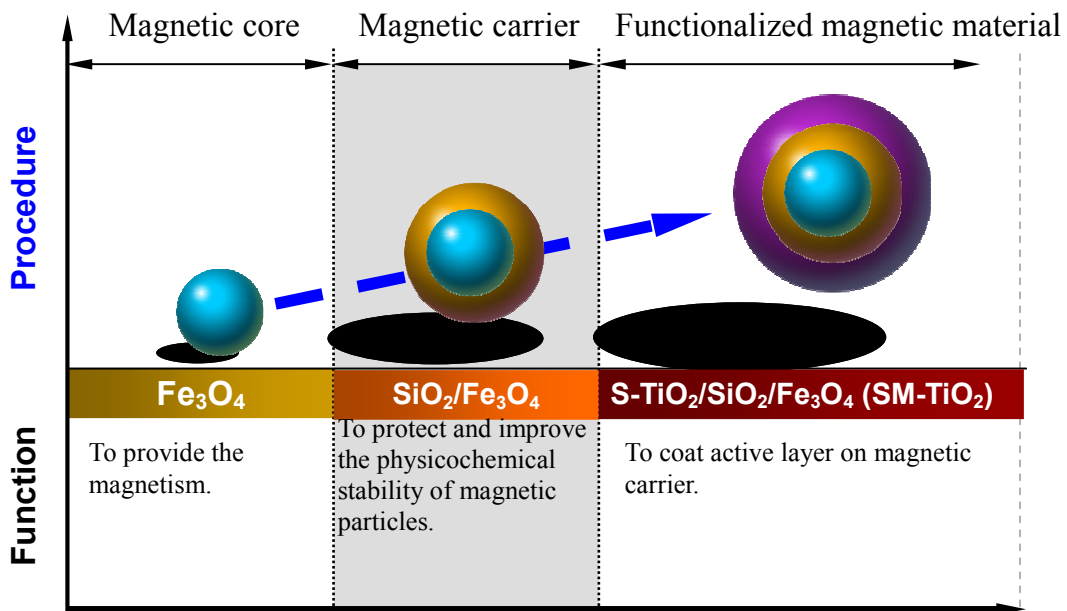 Magnetic core
Magnetic carrier
Functionalized magnetic material
Procedure
Fe₃O₄
SiO₂/Fe₃O₄
S-TiO₂/SiO₂/Fe₃O₄ (SM-TiO₂)
Function
To provide the
magnetism.
To protect and improve
the physicochemical
stability of magnetic
particles.
To coat active layer on magnetic
carrier.